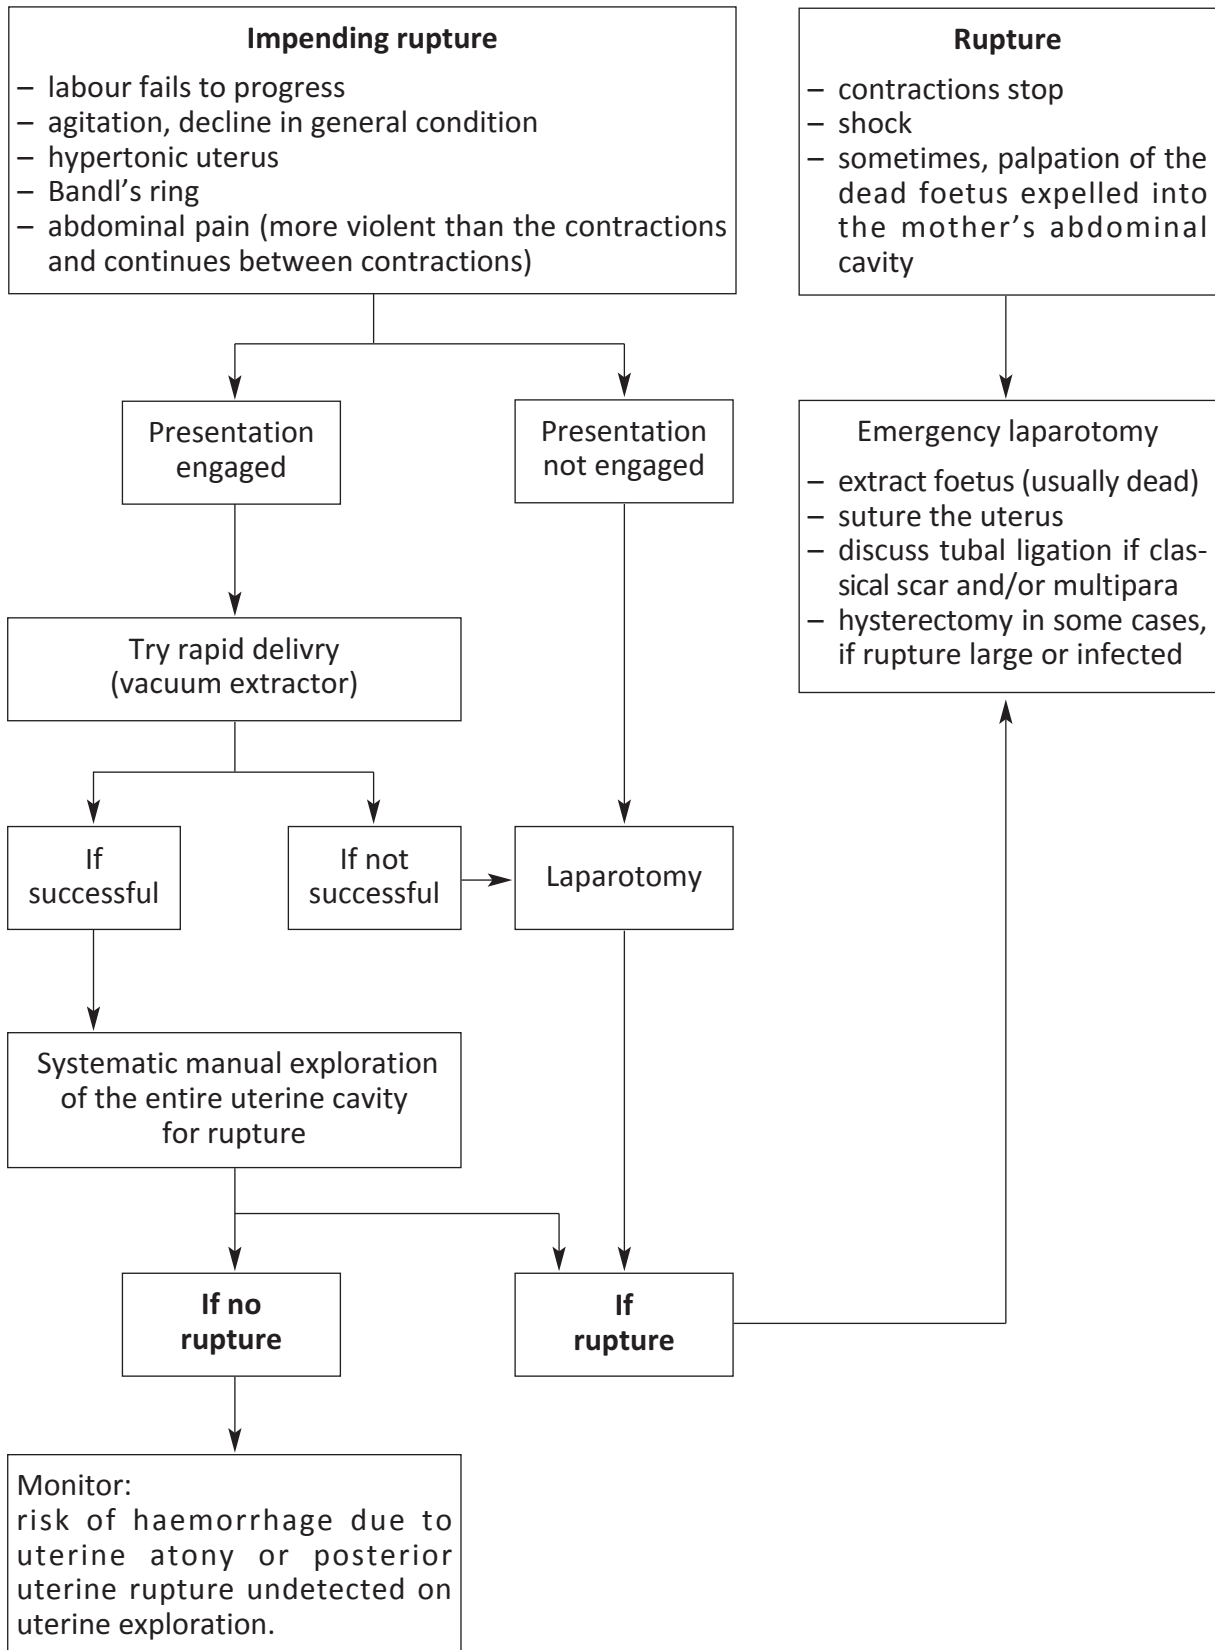 Impending rupture
– labour fails to progress
– agitation, decline in general condition
– hypertonic uterus
– Bandl's ring
– abdominal pain (more violent than the contractions
and continues between contractions)
Rupture
– contractions stop
– shock
– sometimes, palpation of the
dead foetus expelled into
the mother's abdominal
cavity
Presentation
engaged
Presentation
not engaged
Emergency laparotomy
– extract foetus (usually dead)
– suture the uterus
– discuss tubal ligation if clas-
sical scar and/or multipara
– hysterectomy in some cases,
if rupture large or infected
Try rapid delivry
(vacuum extractor)
If
successful
If not
successful
Laparotomy
Systematic manual exploration
of the entire uterine cavity
for rupture
If no
rupture
If
rupture
Monitor:
risk of haemorrhage due to
uterine atony or posterior
uterine rupture undetected on
uterine exploration.